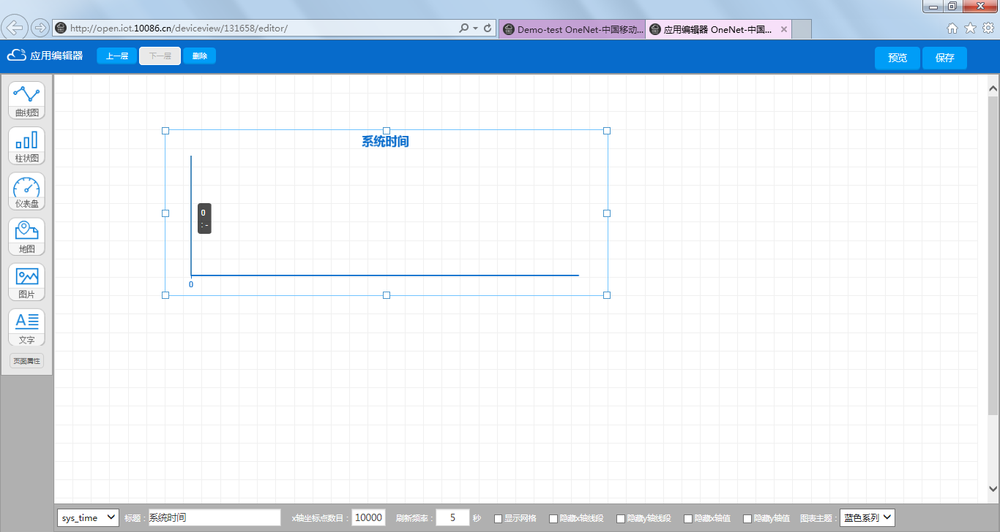 http://open.iot.10086.cn/deviceview/131658/editor/
Demo-test OneNet-中国移动...
应用编辑器 OneNet-中国...
应用编辑器
上一层
下一层
删除
预览
保存
曲线图
柱状图
仪表盘
地图
图片
文字
页面属性
系统时间
0
: -
0
sys_time
标题：
系统时间
x轴坐标点数目：
10000
刷新频率：
5
秒
显示网格
隐藏x轴线段
隐藏y轴线段
隐藏x轴值
隐藏y轴值
图表主题：
蓝色系列